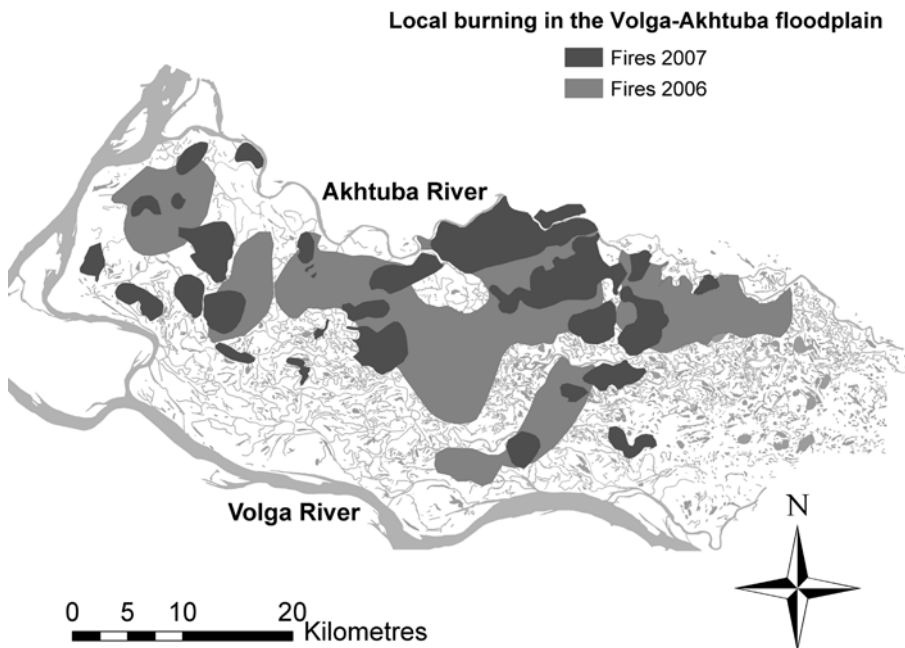 Local burning in the Volga-Akhtuba floodplain
Fires 2007
Fires 2006
Akhtuba River
Volga River
N
0 5 10 20
Kilometres